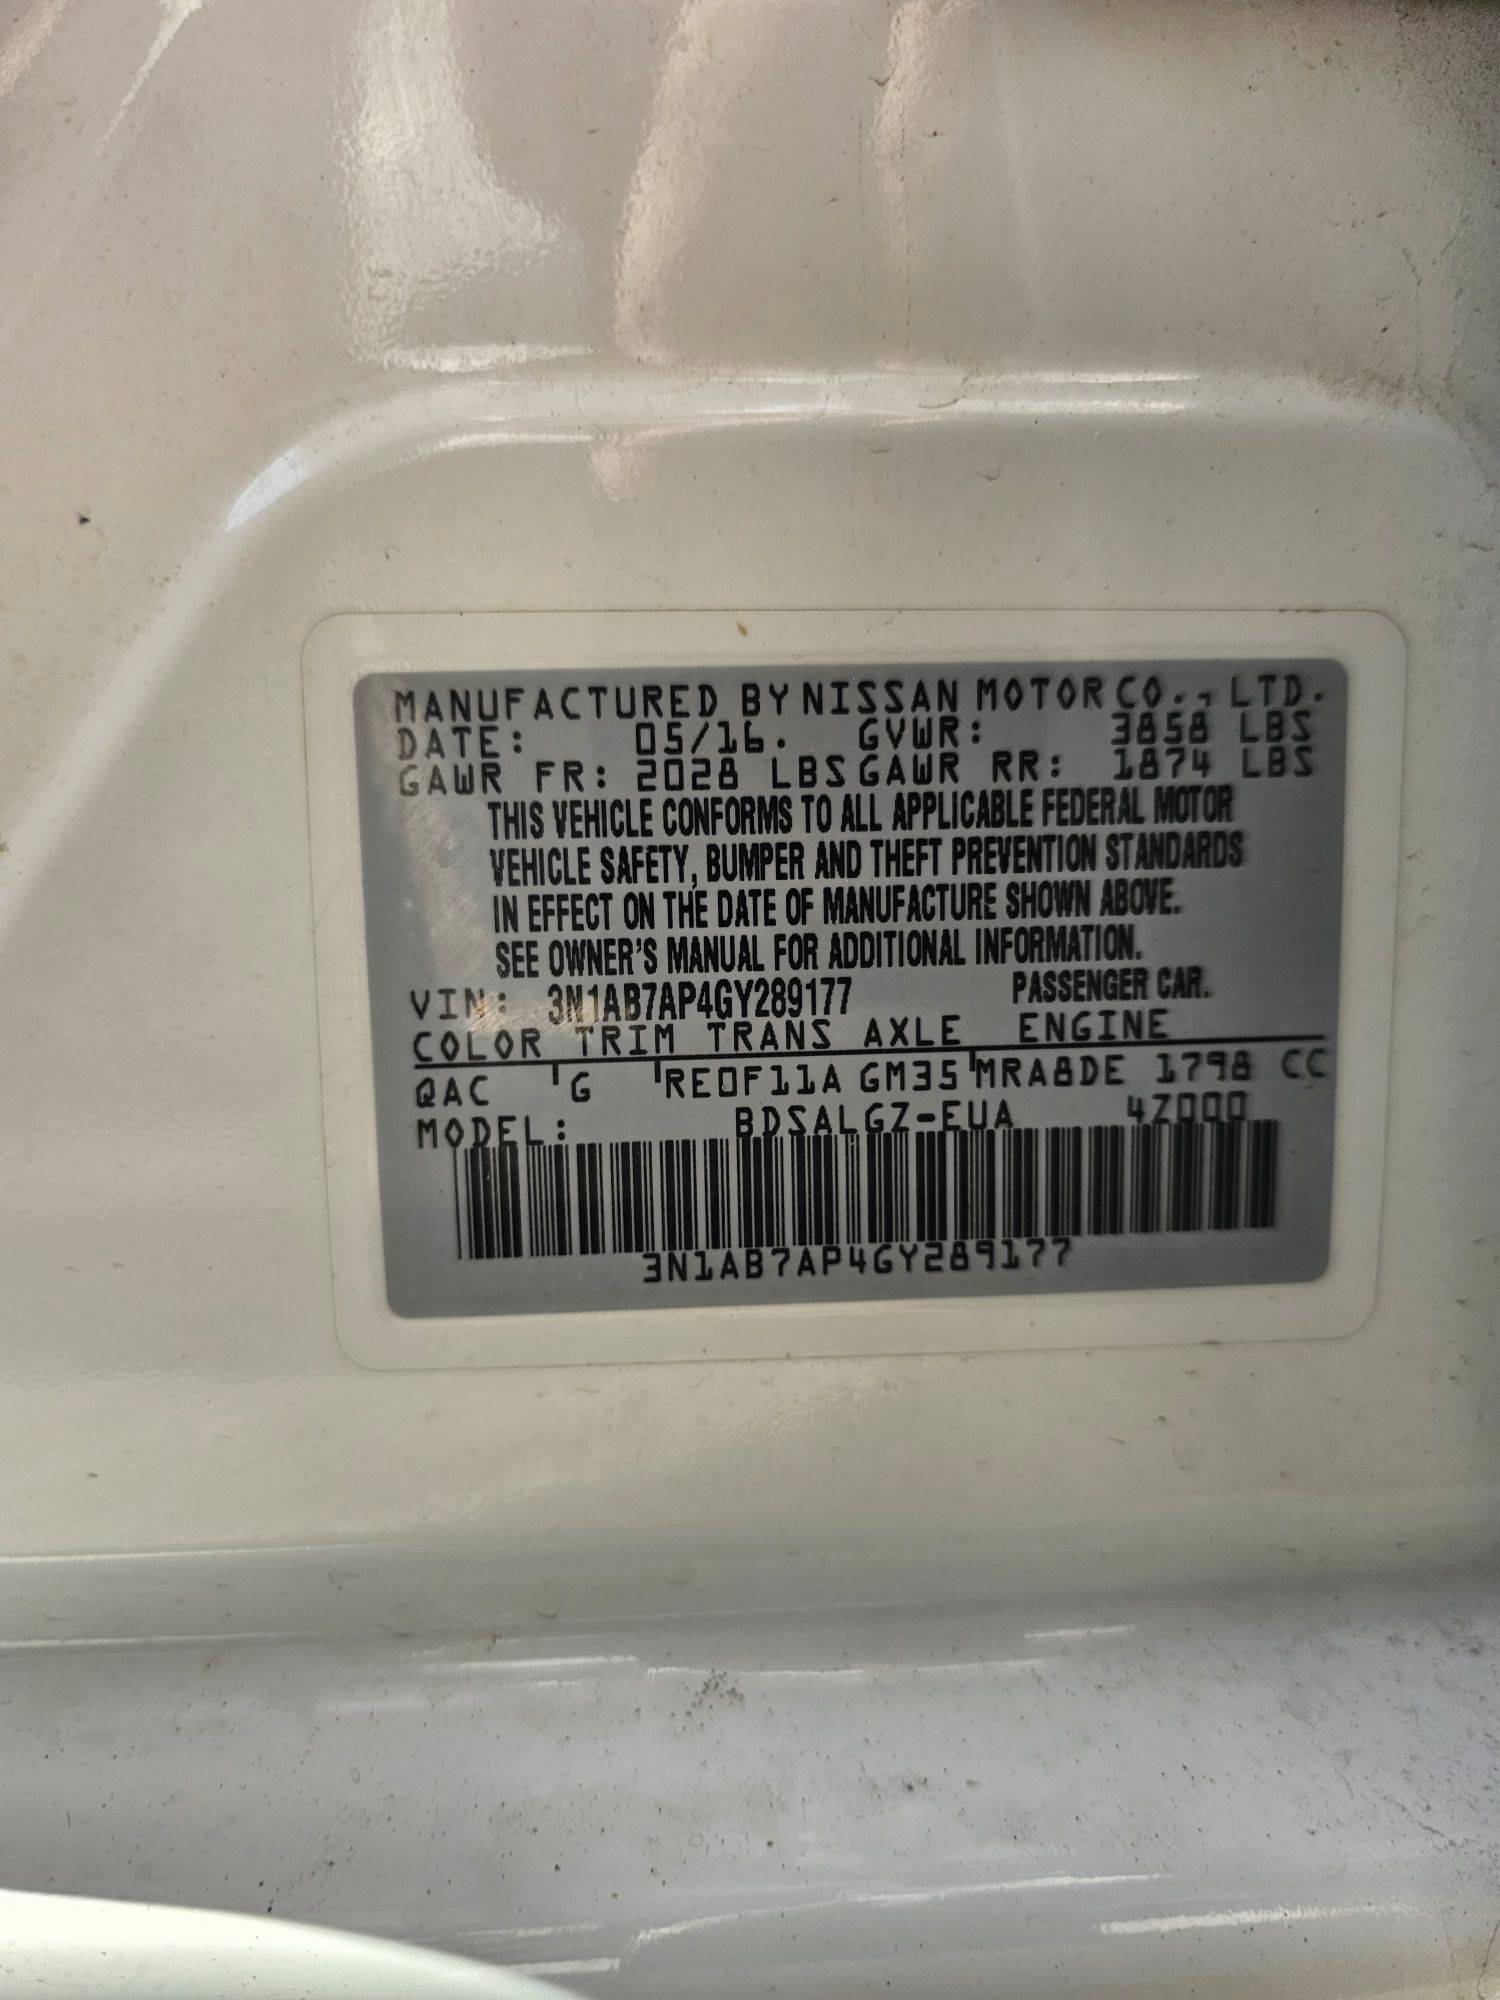 MANUFACTURED BY NISSAN MOTOR CO., LTD.
DATE: 05/16. GVWR: 3858 LBS
GAWR FR: 2028 LBS GAWR RR: 1874 LBS
THIS VEHICLE CONFORMS TO ALL APPLICABLE FEDERAL MOTOR
VEHICLE SAFETY, BUMPER AND THEFT PREVENTION STANDARDS
IN EFFECT ON THE DATE OF MANUFACTURE SHOWN ABOVE.
SEE OWNER'S MANUAL FOR ADDITIONAL INFORMATION.
VIN: 3N1AB7AP4GY289177 PASSENGER CAR.
COLOR TRIM TRANS AXLE ENGINE
QAC G RE0F11A GM35 MRA8DE 1798 CC
MODEL: BDSALGZ-EUA 4Z000
3N1AB7AP4GY289177